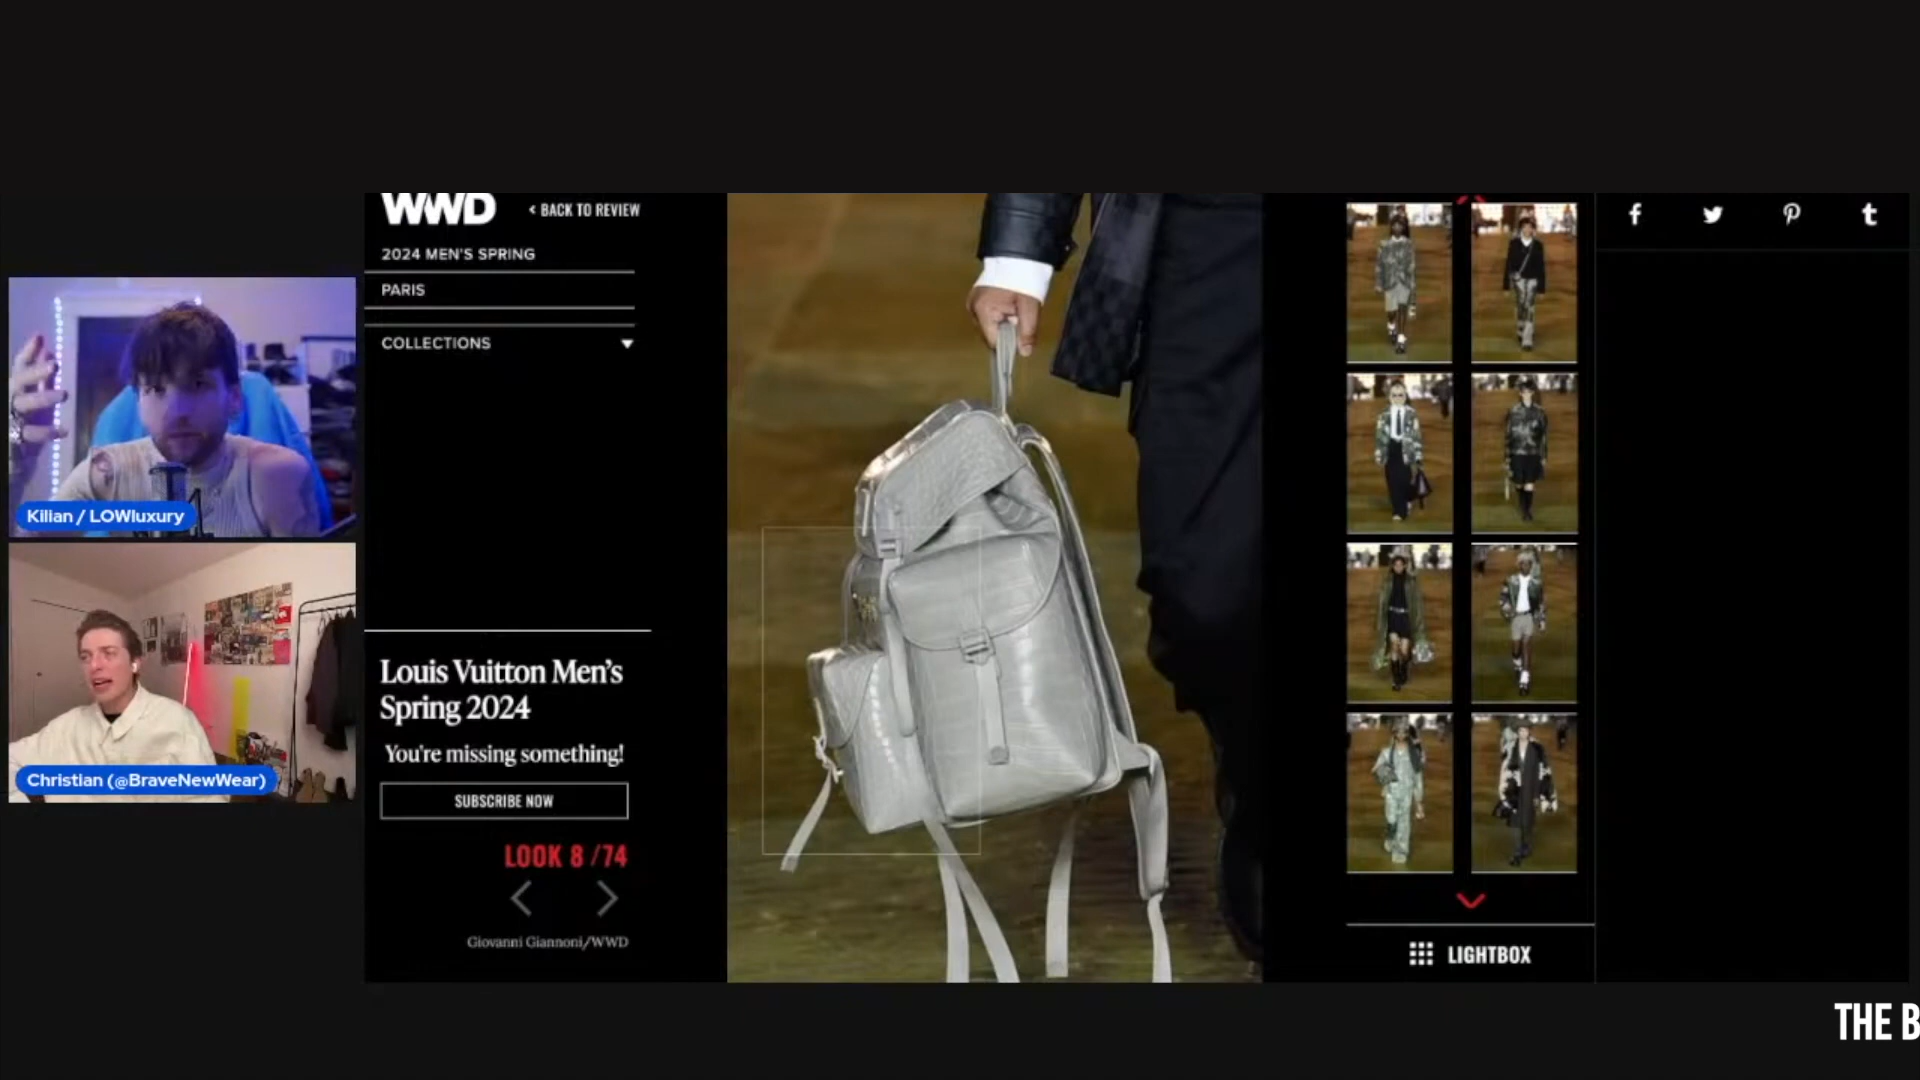 WWD
< BACK TO REVIEW
2024 MEN'S SPRING
PARIS
COLLECTIONS
Kilian / LOWluxury
Christian (@BraveNewWear)
Louis Vuitton Men's
Spring 2024
You're missing something!
SUBSCRIBE NOW
LOOK 8 /74
Giovanni Giannoni/WWD
LIGHTBOX
THE B